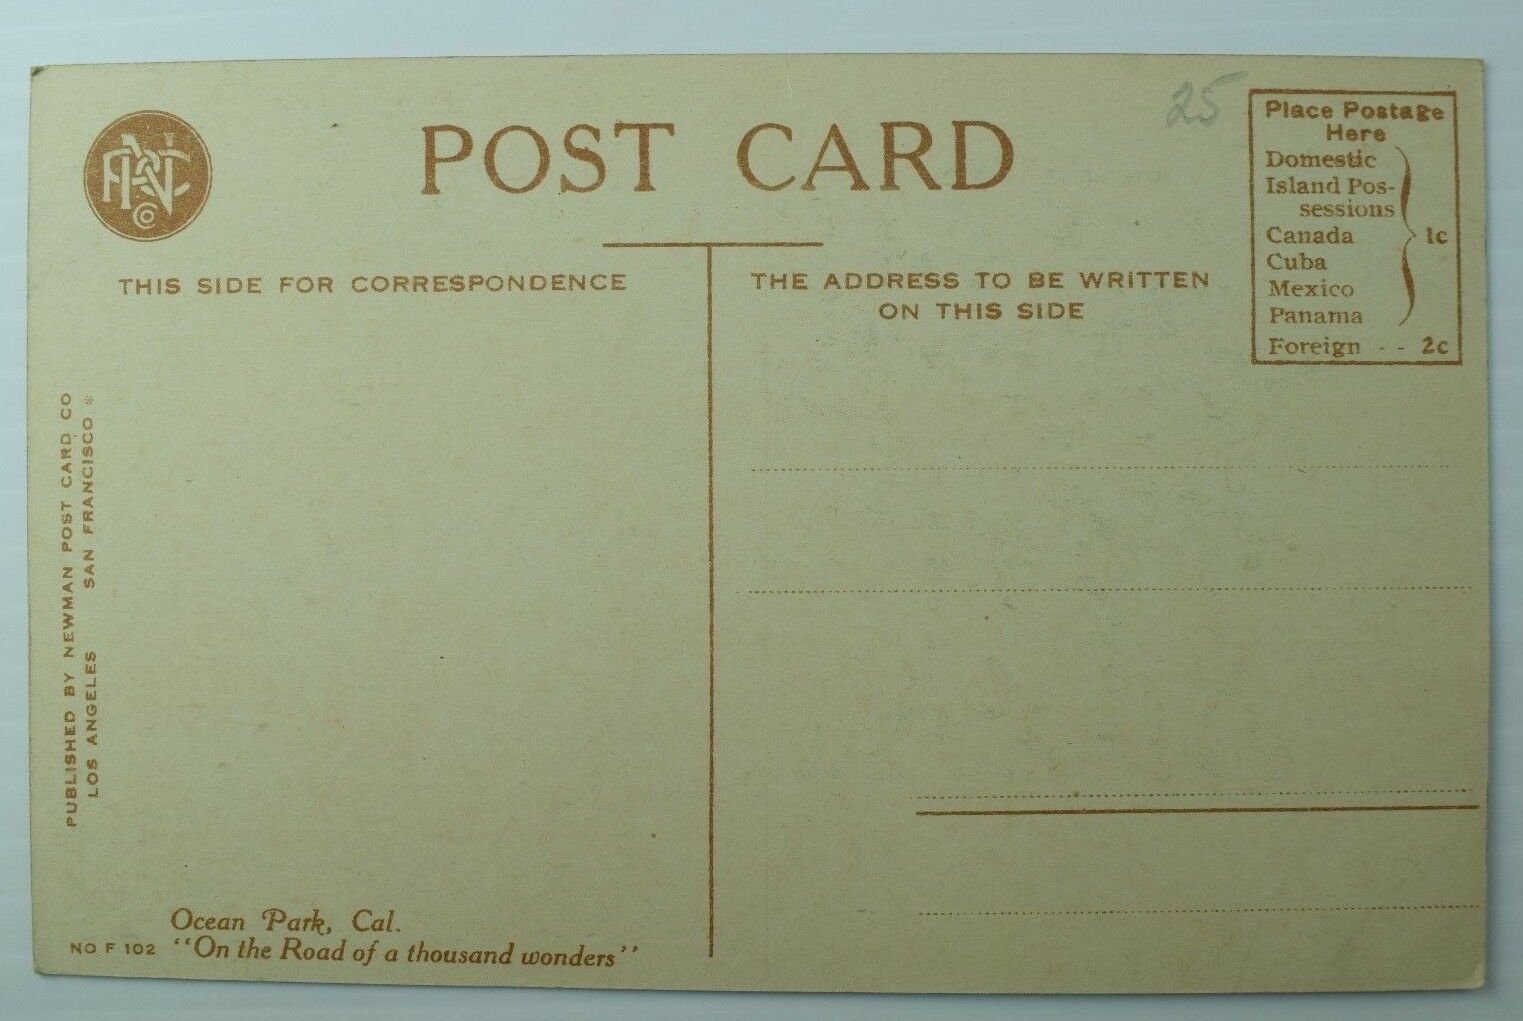 POST CARD
25
Place Postage
Here
Domestic
Island Pos-
sessions
Canada
1c
Cuba
Mexico
Panama
Foreign - - 2c
CO
THIS SIDE FOR CORRESPONDENCE
THE ADDRESS TO BE WRITTEN
ON THIS SIDE
PUBLISHED BY NEWMAN POST CARD CO
LOS ANGELES SAN FRANCISCO *
Ocean Park, Cal.
NO F 102 "On the Road of a thousand wonders"